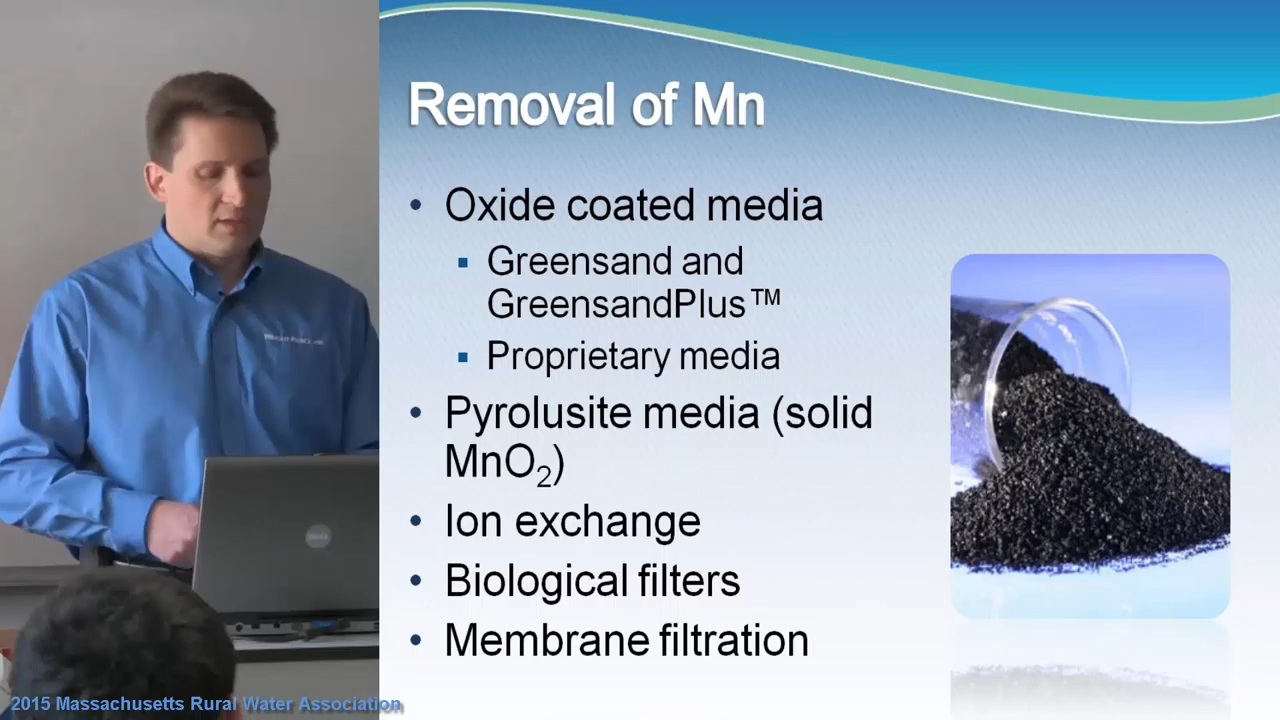 Removal of Mn
• Oxide coated media
▪ Greensand and
GreensandPlus™
▪ Proprietary media
• Pyrolusite media (solid
MnO₂)
• Ion exchange
• Biological filters
• Membrane filtration
DELL
2015 Massachusetts Rural Water Association